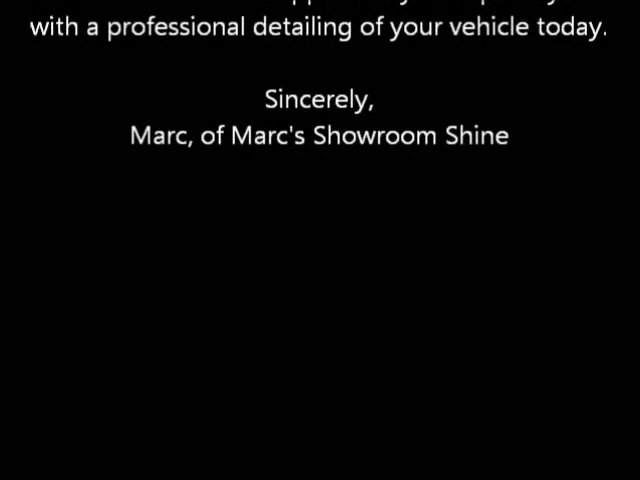 with a professional detailing of your vehicle today.
Sincerely,
Marc, of Marc's Showroom Shine